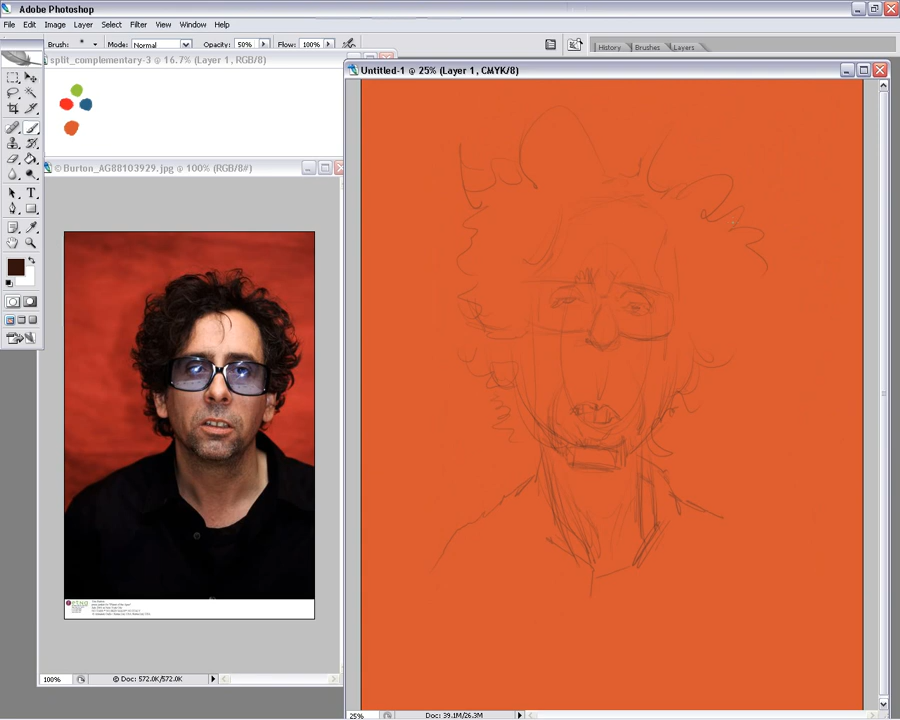 Adobe Photoshop
File Edit Image Layer Select Filter View Window Help
Brush: Mode: Normal Opacity: 50% Flow: 100% History Brushes Layers
split_complementary-3 @ 16.7% (Layer 1, RGB/8)
Untitled-1 @ 25% (Layer 1, CMYK/8)
© Burton_AG88103929.jpg @ 100% (RGB/8#)
T
100% © Doc: 572.0K/572.0K
25% Doc: 39.1M/26.3M